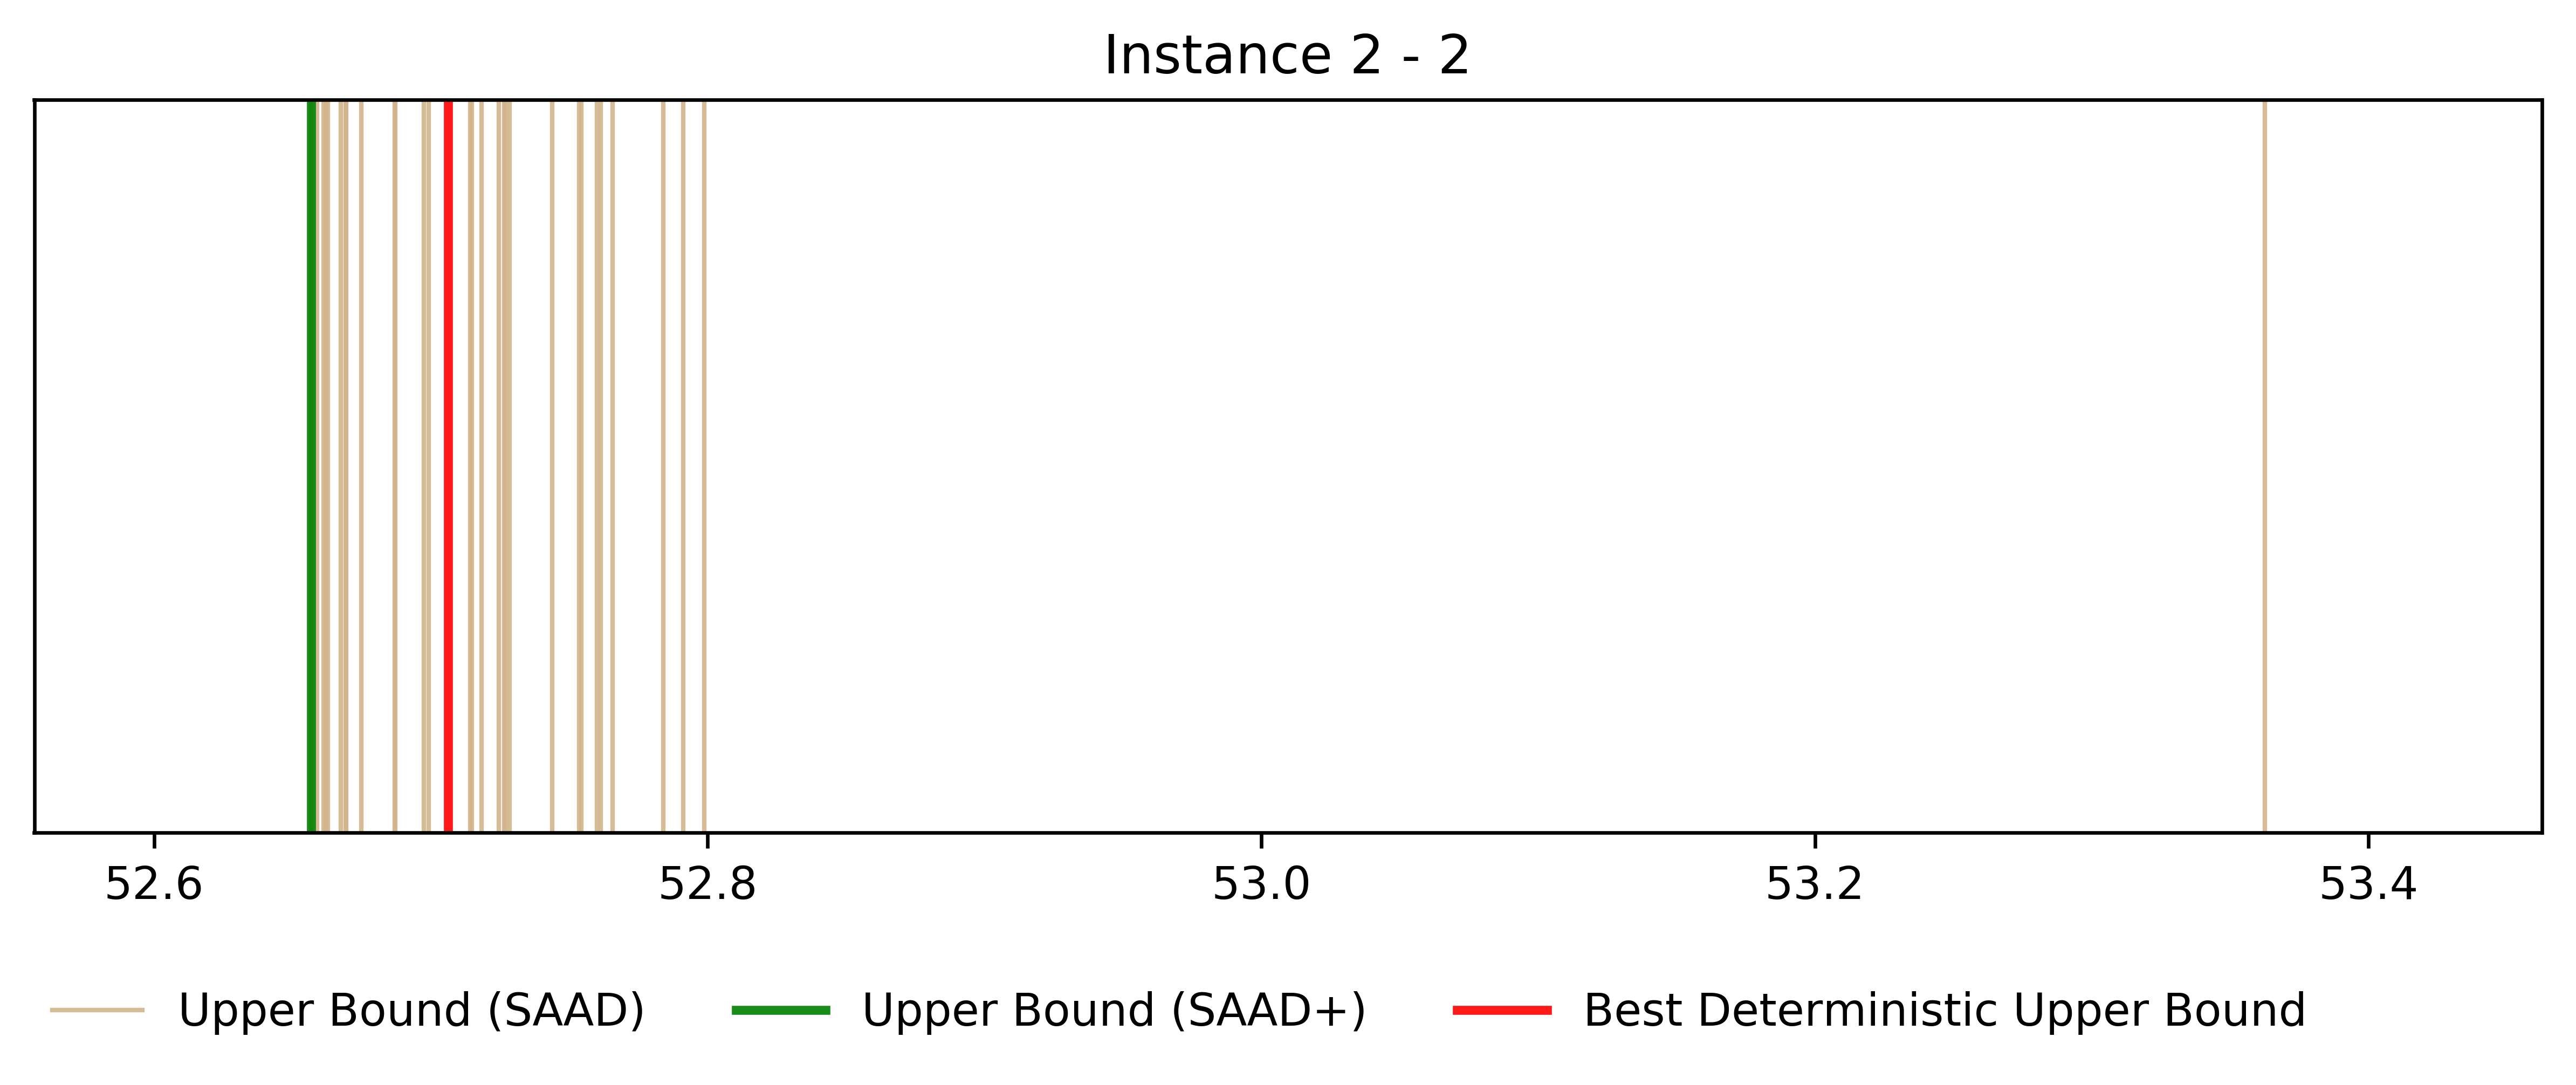 Instance 2 - 2
52.6 52.8 53.0 53.2 53.4
Upper Bound (SAAD) Upper Bound (SAAD+) Best Deterministic Upper Bound